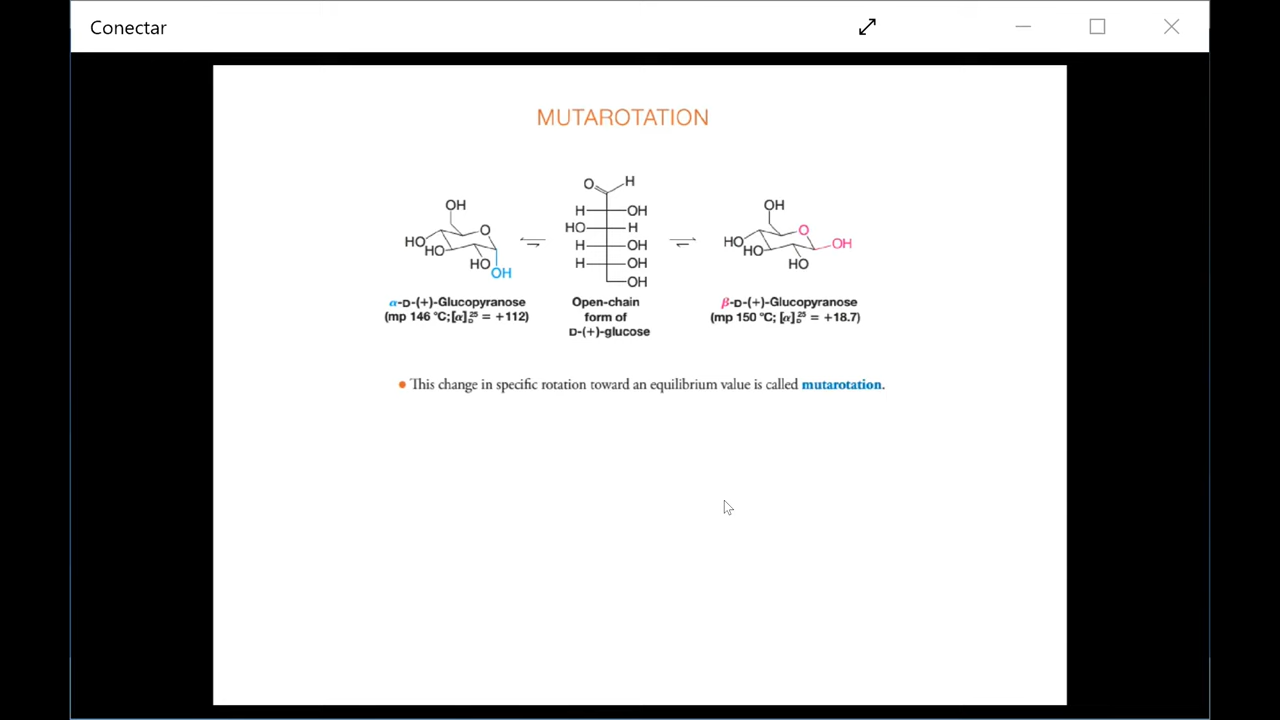 Conectar
MUTAROTATION
OH
O
HO
HO
HO
OH
O H
H OH
HO H
H OH
H OH
OH
OH
O
HO
HO
HO
OH
α-D-(+)-Glucopyranose
(mp 146 °C;[α]25D = +112)
Open-chain
form of
D-(+)-glucose
β-D-(+)-Glucopyranose
(mp 150 °C; [α]25D = +18.7)
• This change in specific rotation toward an equilibrium value is called mutarotation.